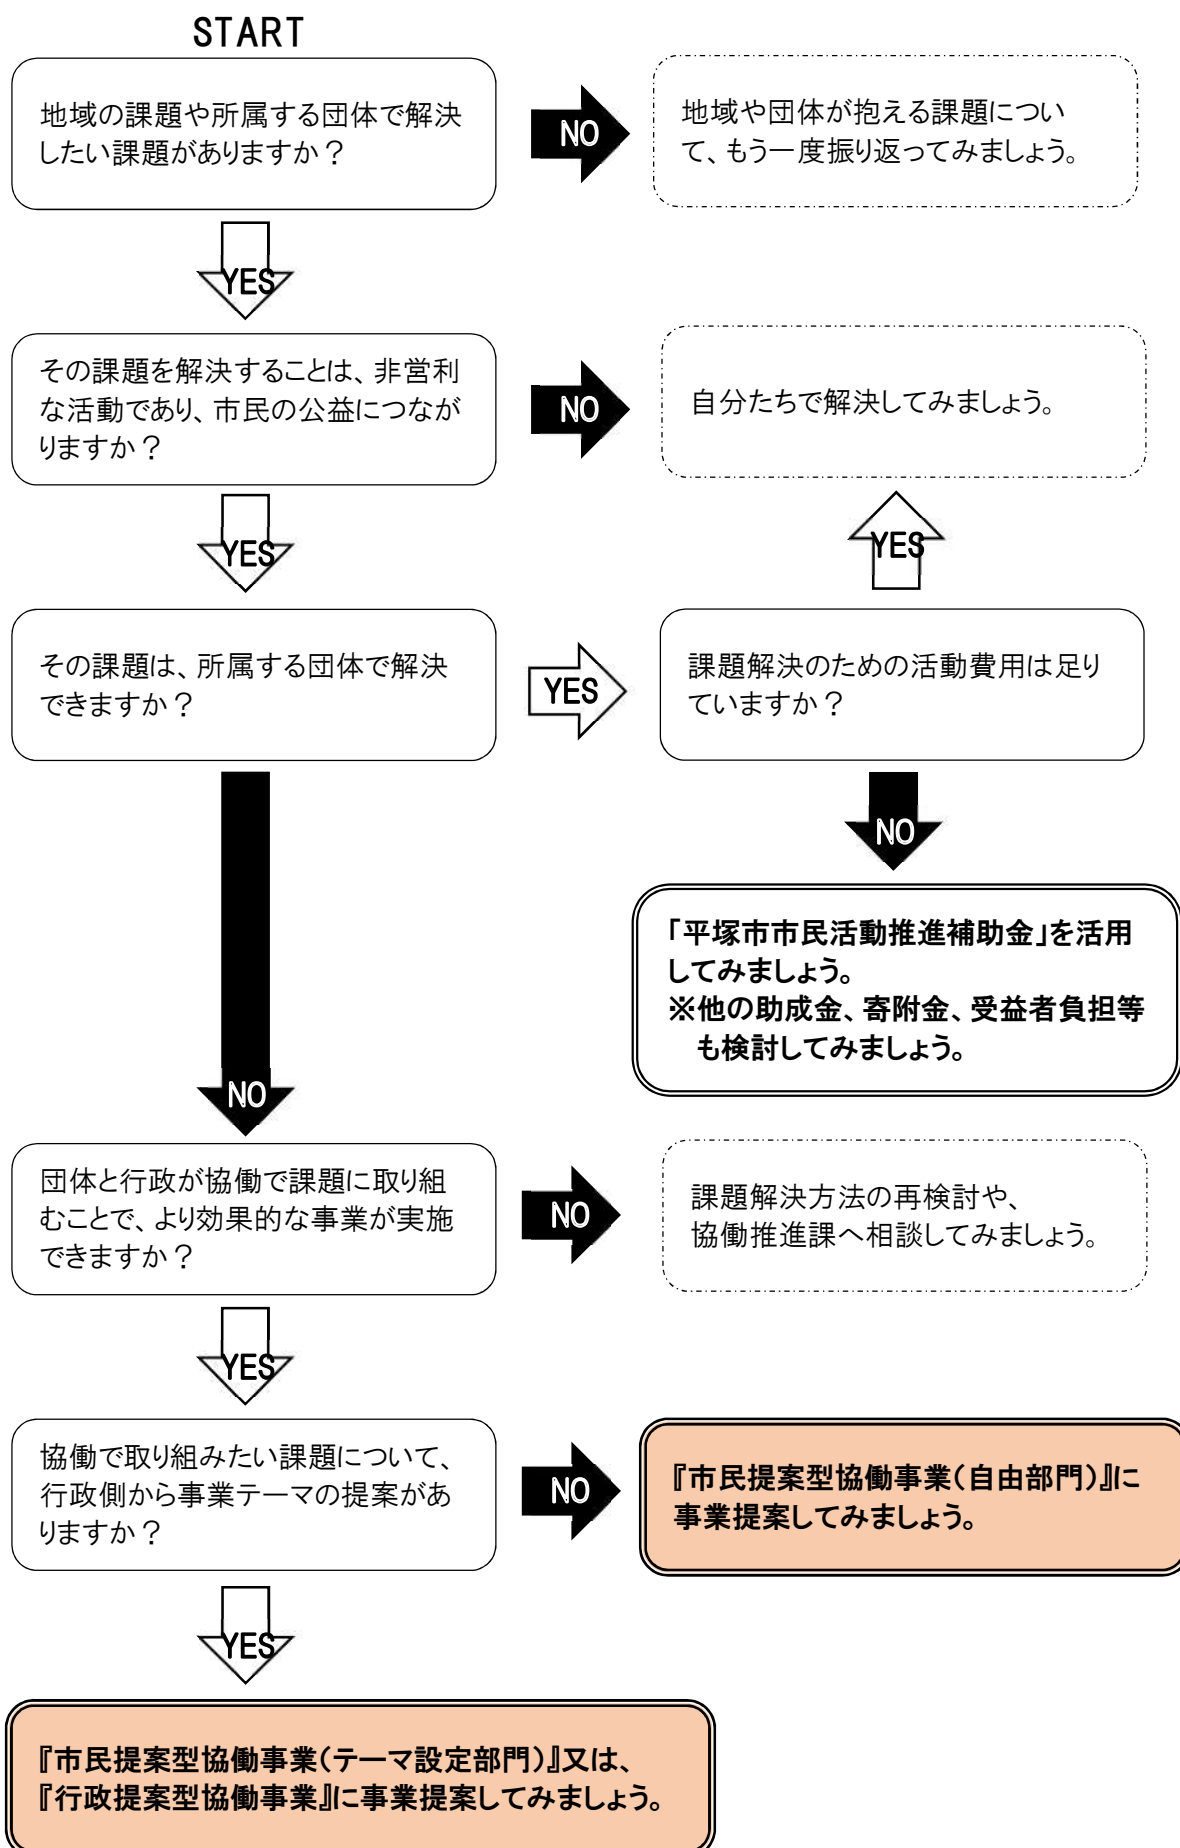 START
地域の課題や所属する団体で解決
したい課題がありますか？
NO
地域や団体が抱える課題につい
て、もう一度振り返ってみましょう。
YES
その課題を解決することは、非営利
な活動であり、市民の公益につなが
りますか？
NO
自分たちで解決してみましょう。
YES
YES
その課題は、所属する団体で解決
できますか？
YES
課題解決のための活動費用は足り
ていますか？
NO
「平塚市市民活動推進補助金」を活用
してみましょう。
※他の助成金、寄附金、受益者負担等
も検討してみましょう。
NO
団体と行政が協働で課題に取り組
むことで、より効果的な事業が実施
できますか？
NO
課題解決方法の再検討や、
協働推進課へ相談してみましょう。
YES
協働で取り組みたい課題について、
行政側から事業テーマの提案があ
りますか？
NO
『市民提案型協働事業（自由部門）』に
事業提案してみましょう。
YES
『市民提案型協働事業（テーマ設定部門）』又は、
『行政提案型協働事業』に事業提案してみましょう。